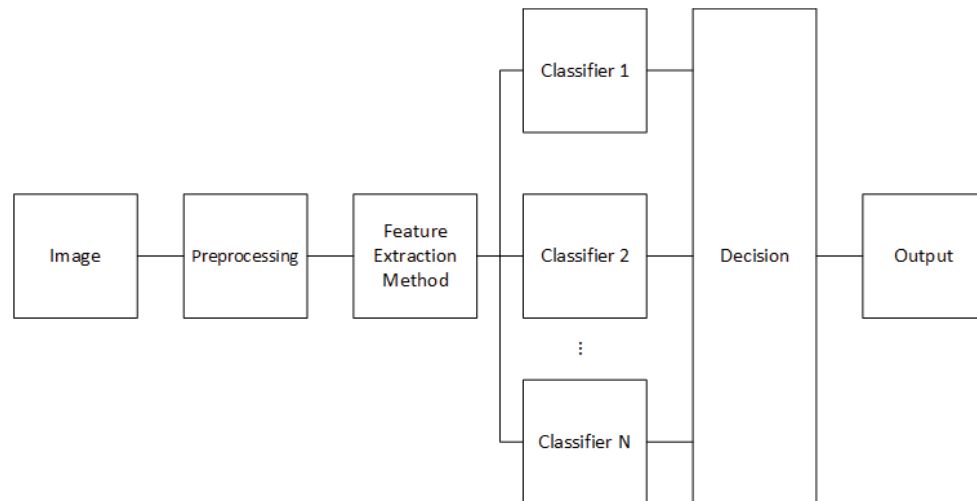 Image
Preprocessing
Feature
Extraction
Method
Classifier 1
Classifier 2
⋮
Classifier N
Decision
Output